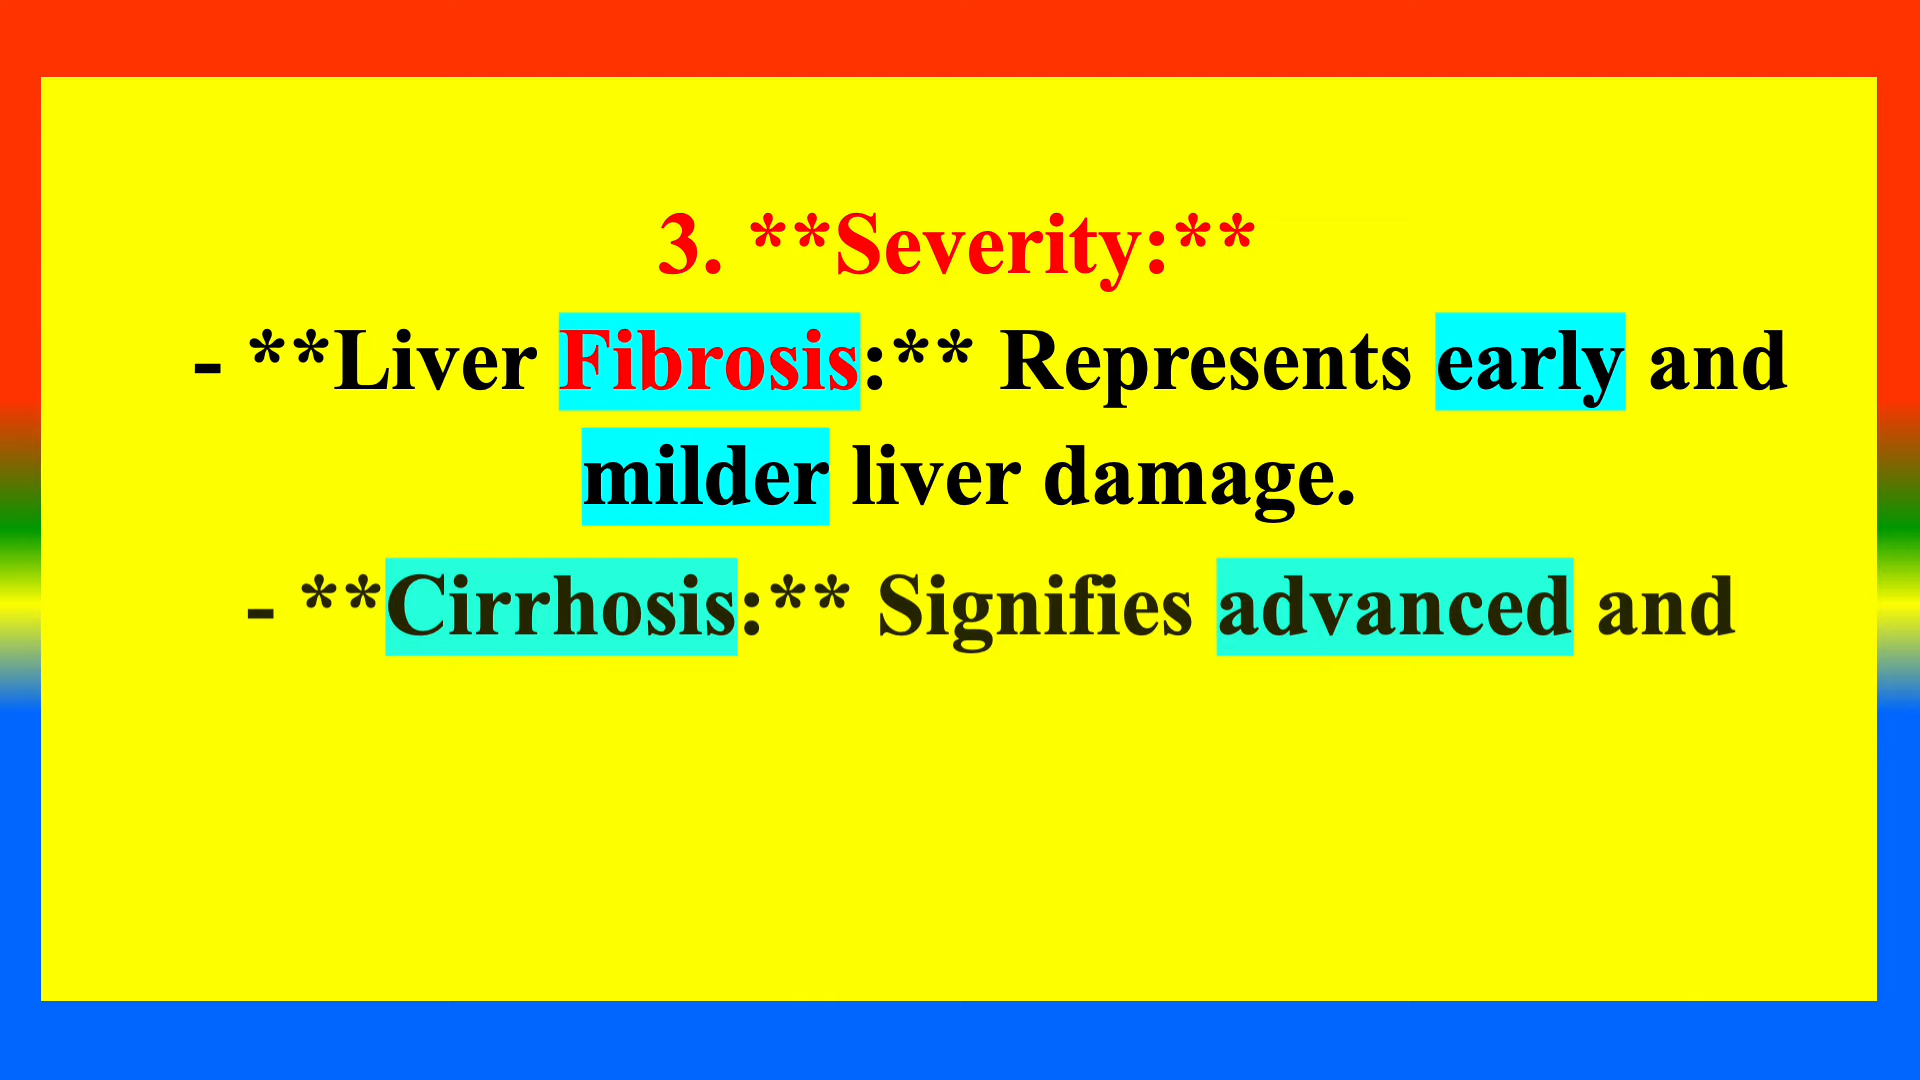 3. **Severity:**
- **Liver Fibrosis:** Represents early and
milder liver damage.
- **Cirrhosis:** Signifies advanced and